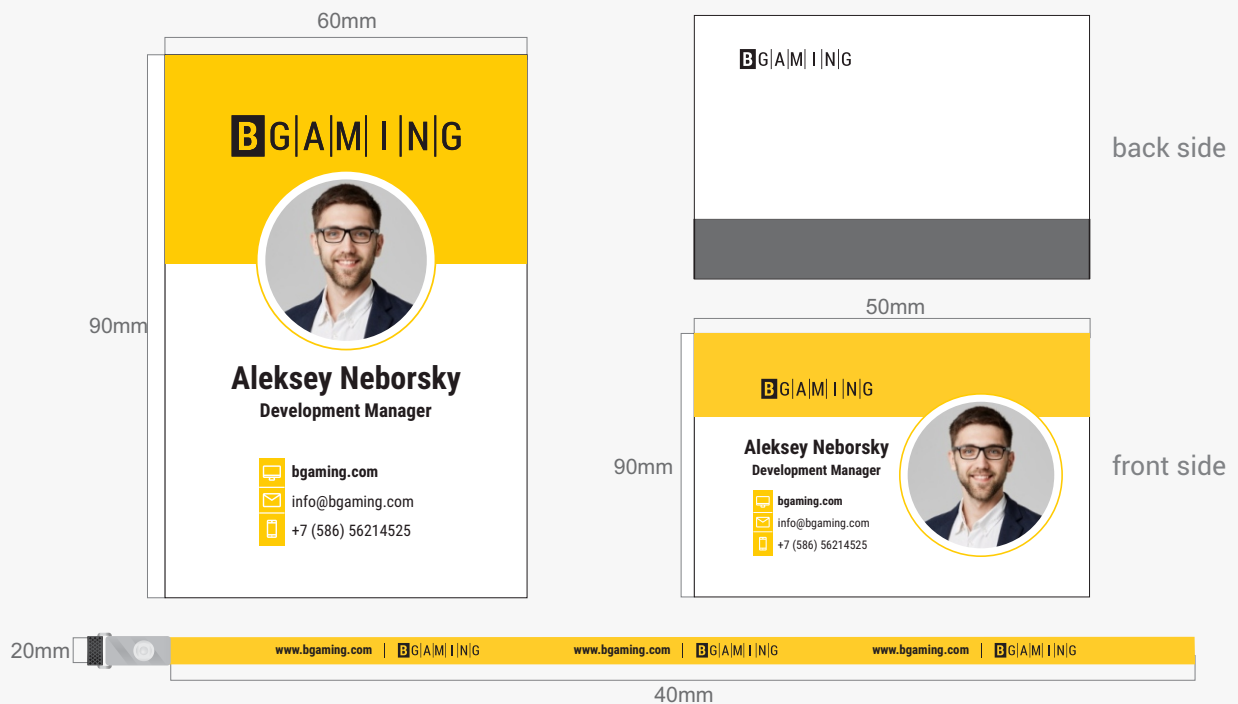 60mm
BGAMING
90mm
Aleksey Neborsky
Development Manager
bgaming.com
info@bgaming.com
+7 (586) 56214525
BGAMING
back side
50mm
BGAMING
90mm
Aleksey Neborsky
Development Manager
bgaming.com
info@bgaming.com
+7 (586) 56214525
front side
20mm
www.bgaming.com | BGAMING www.bgaming.com | BGAMING www.bgaming.com | BGAMING
40mm